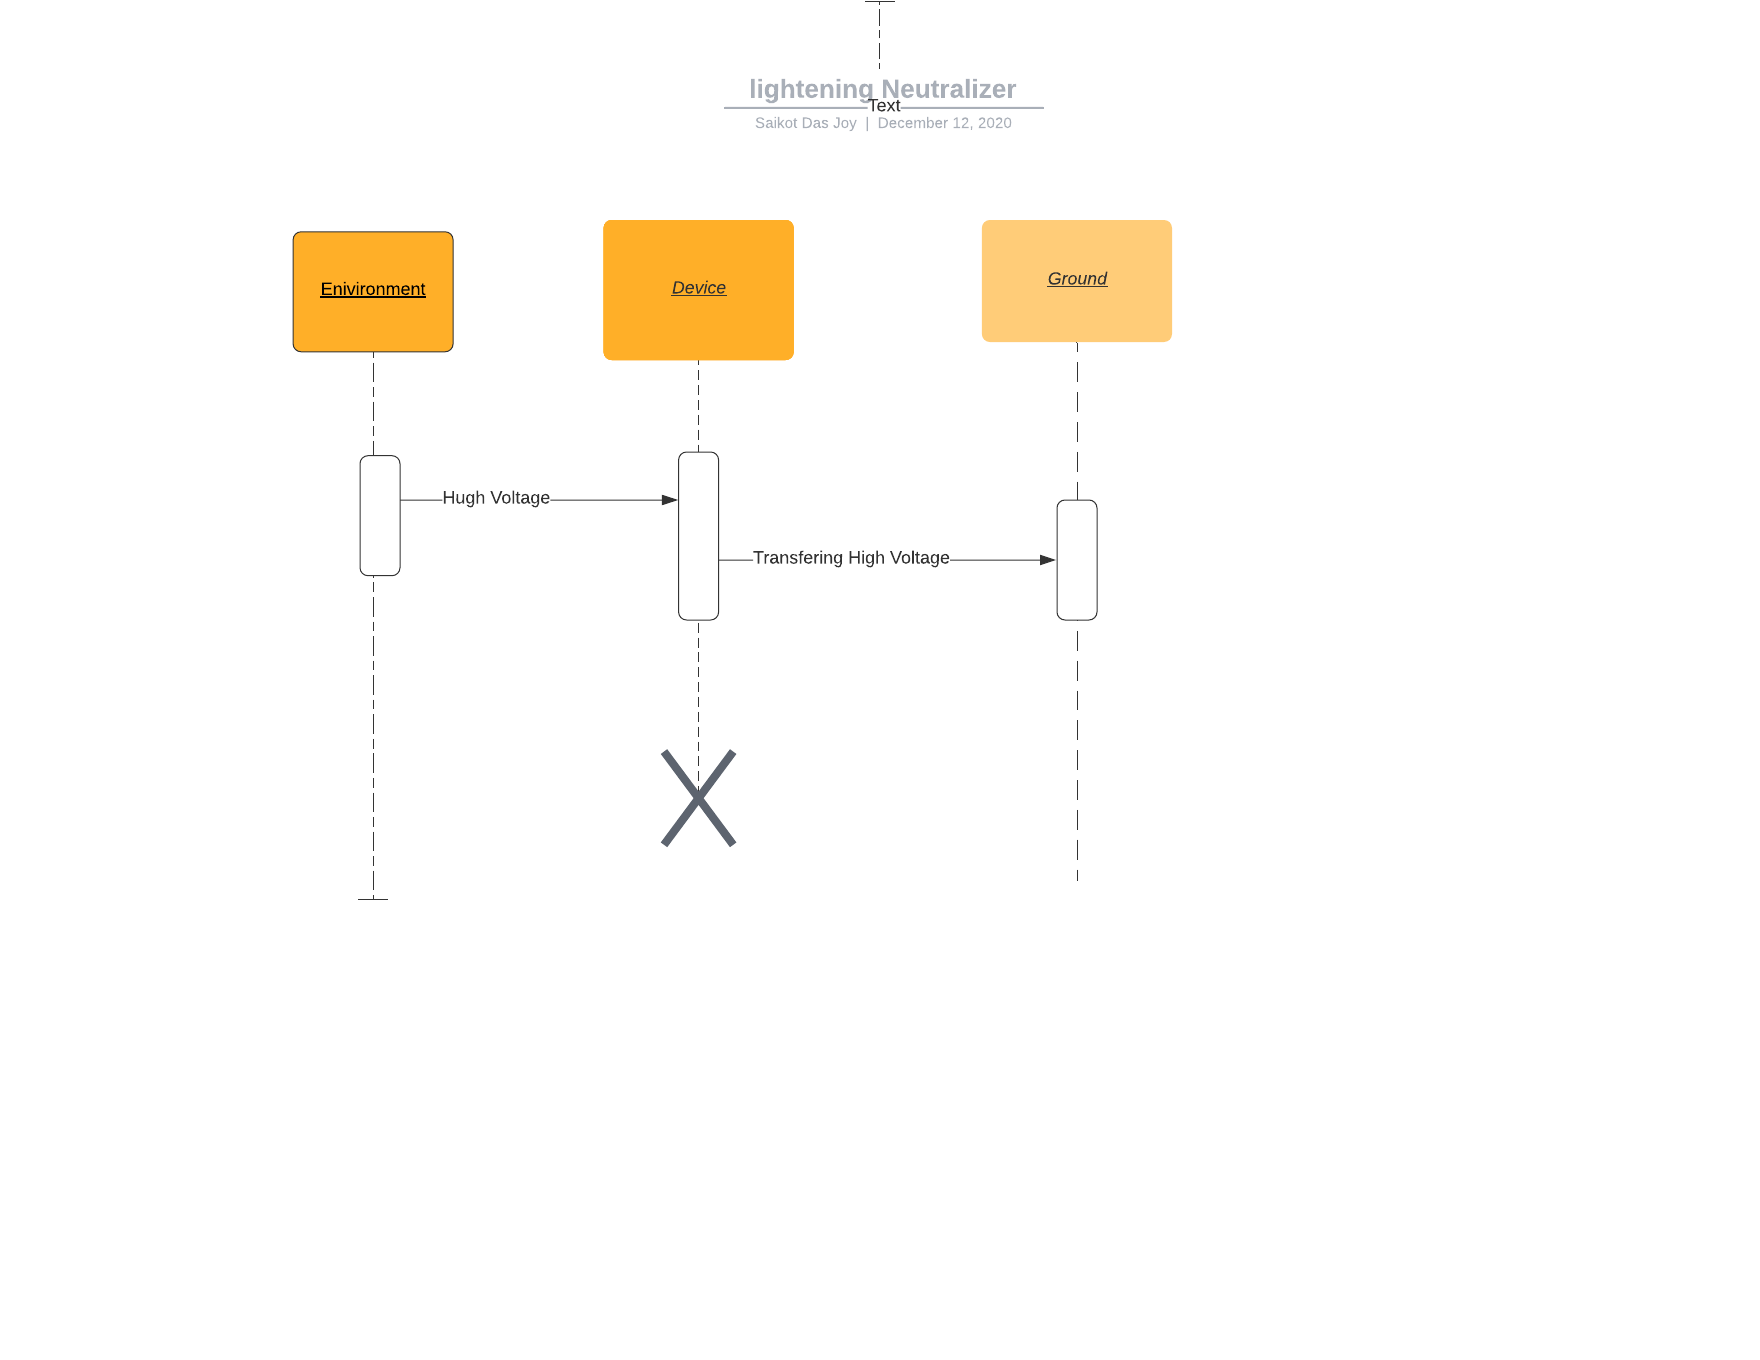 lightening Neutralizer
Text
Saikot Das Joy | December 12, 2020
Enivironment
Device
Ground
Hugh Voltage
Transfering High Voltage